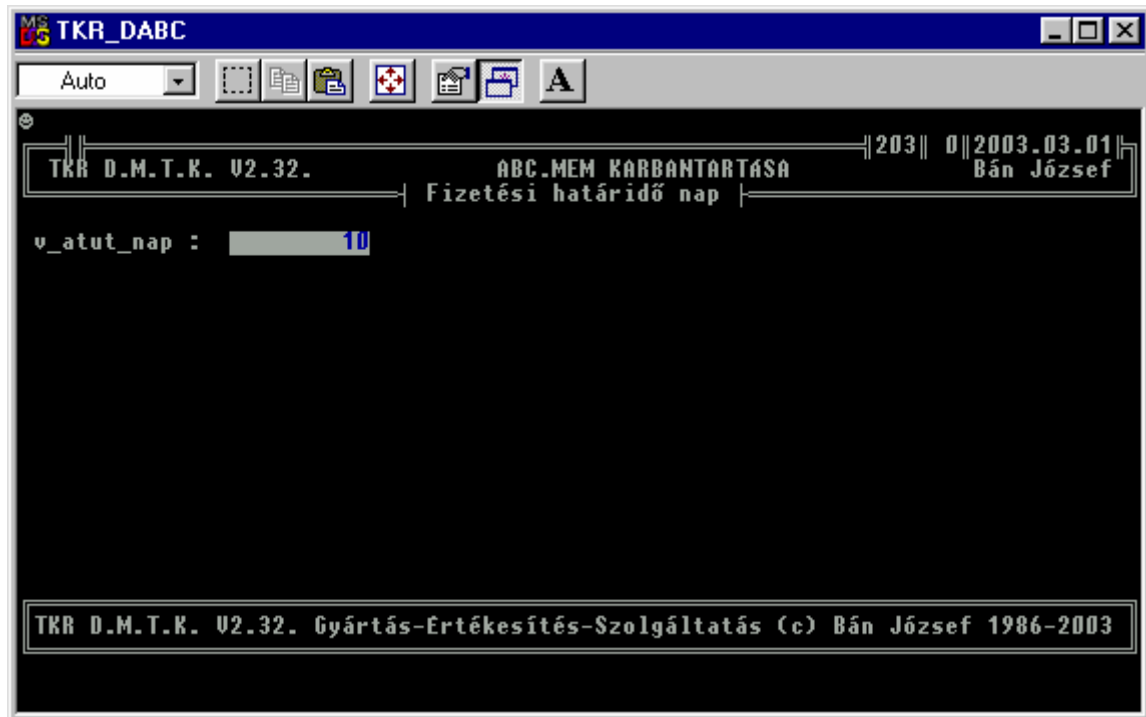 TKR_DABC
Auto
A
203 0 2003.03.01
TKR D.M.T.K. V2.32. ABC.MEM KARBANTARTáSA Bán József
Fizetési határidő nap
v_atut_nap : 10
TKR D.M.T.K. V2.32. Gyártás-Értékesítés-Szolgáltatás (c) Bán József 1986-2003